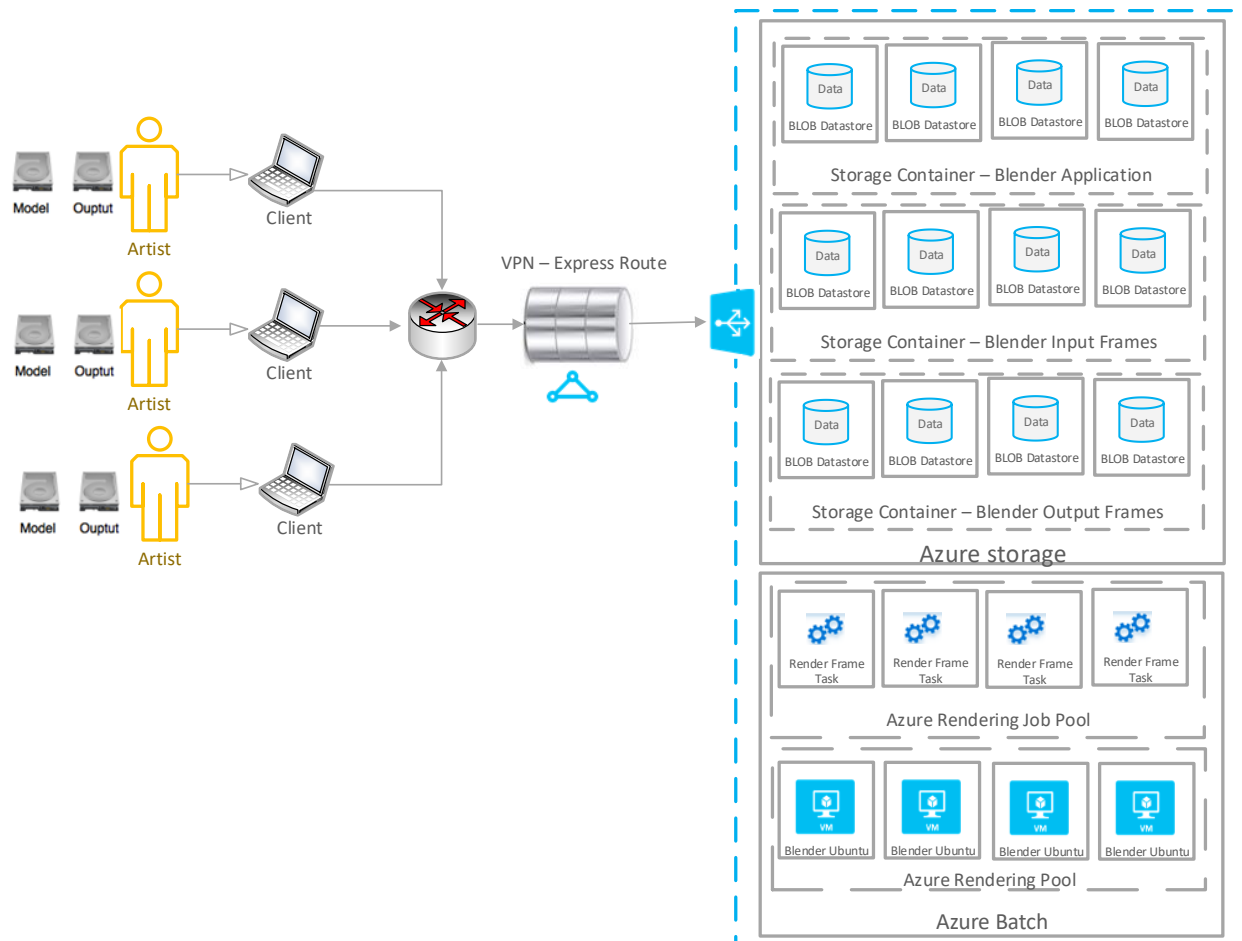 Model
Ouptut
Artist
Client
Model
Ouptut
Artist
Client
Model
Ouptut
Artist
Client
VPN – Express Route
Data
BLOB Datastore
Data
BLOB Datastore
Data
BLOB Datastore
Data
BLOB Datastore
Storage Container – Blender Application
Data
BLOB Datastore
Data
BLOB Datastore
Data
BLOB Datastore
Data
BLOB Datastore
Storage Container – Blender Input Frames
Data
BLOB Datastore
Data
BLOB Datastore
Data
BLOB Datastore
Data
BLOB Datastore
Storage Container – Blender Output Frames
Azure storage
Render Frame
Task
Render Frame
Task
Render Frame
Task
Render Frame
Task
Azure Rendering Job Pool
VM
Blender Ubuntu
VM
Blender Ubuntu
VM
Blender Ubuntu
VM
Blender Ubuntu
Azure Rendering Pool
Azure Batch